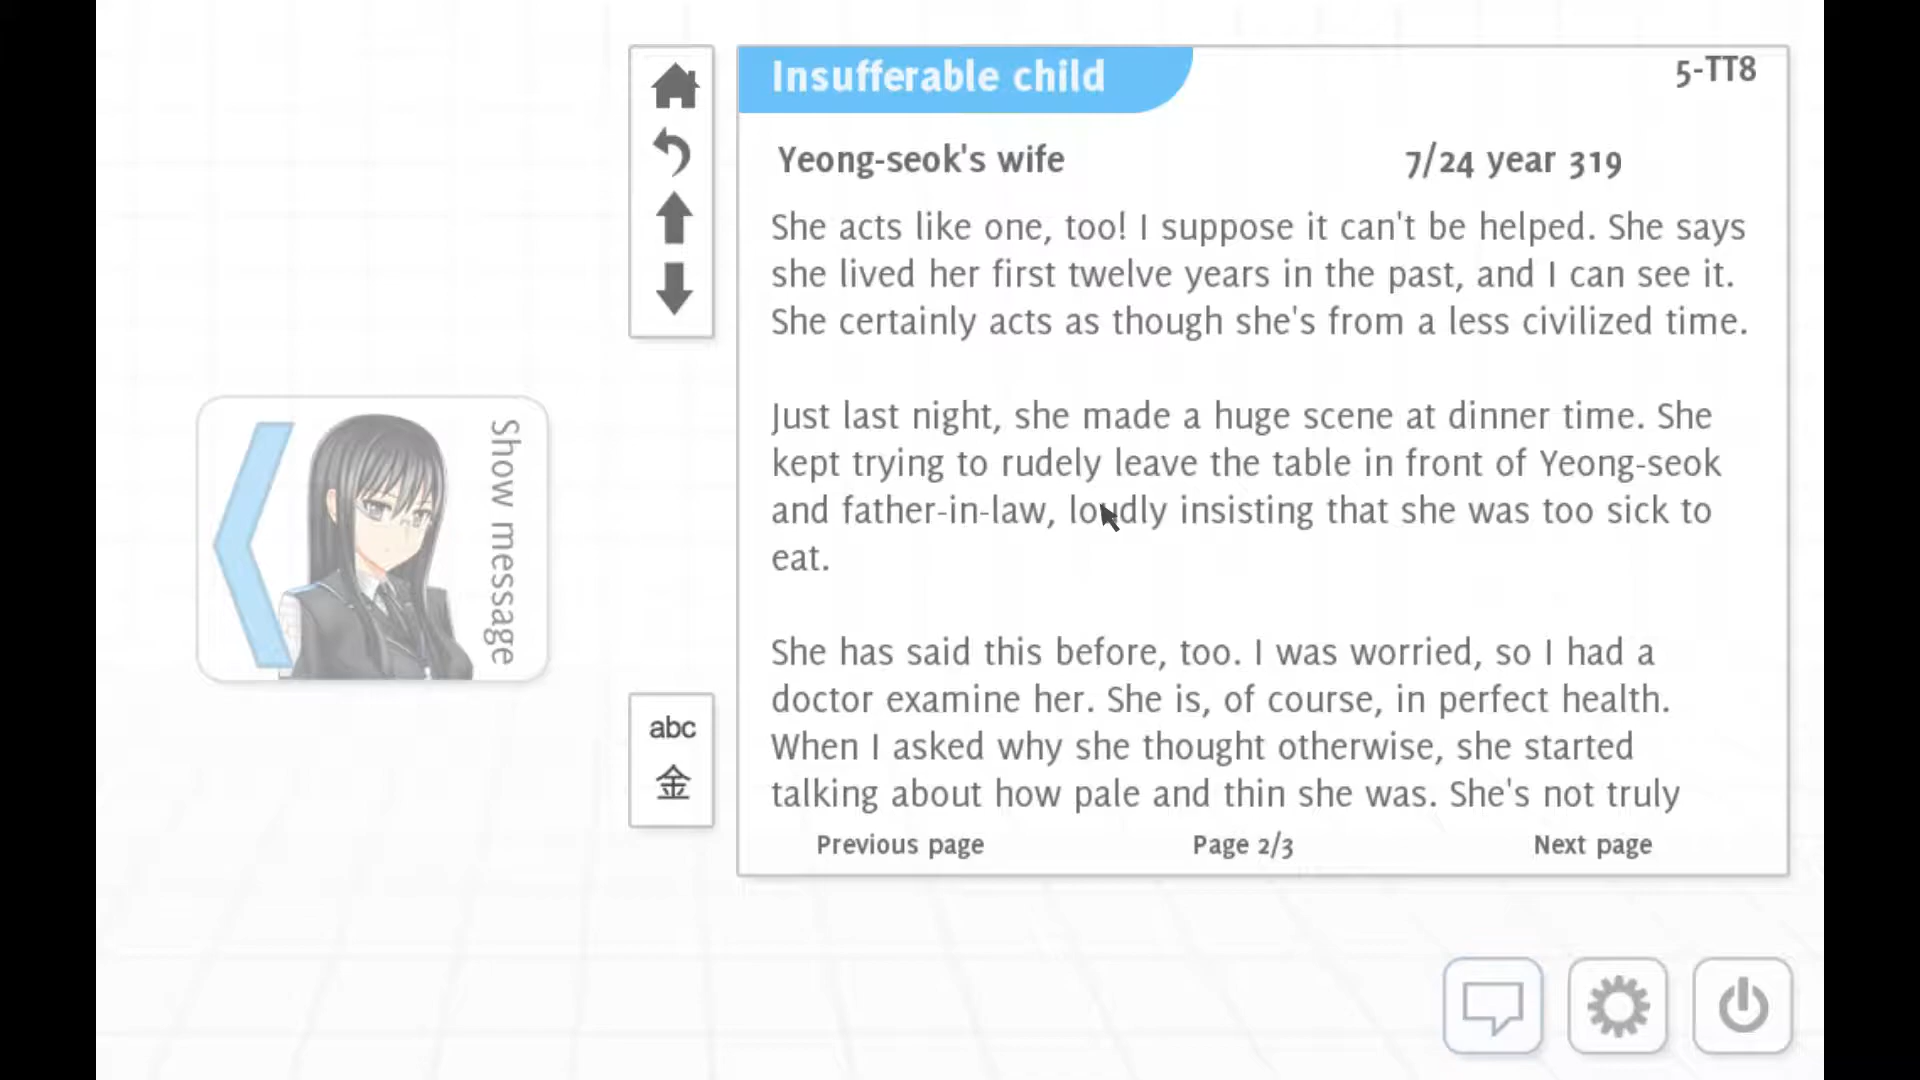 Insufferable child
5-TT8
Yeong-seok's wife
7/24 year 319
She acts like one, too! I suppose it can't be helped. She says
she lived her first twelve years in the past, and I can see it.
She certainly acts as though she's from a less civilized time.
Just last night, she made a huge scene at dinner time. She
kept trying to rudely leave the table in front of Yeong-seok
and father-in-law, loudly insisting that she was too sick to
eat.
She has said this before, too. I was worried, so I had a
doctor examine her. She is, of course, in perfect health.
When I asked why she thought otherwise, she started
talking about how pale and thin she was. She's not truly
Previous page
Page 2/3
Next page
Show message
abc
金